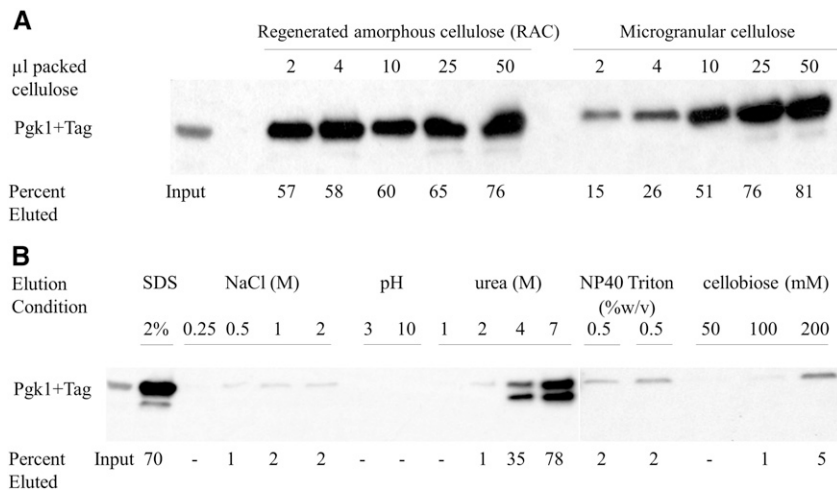 A
Regenerated amorphous cellulose (RAC) Microgranular cellulose
µl packed cellulose 2 4 10 25 50 2 4 10 25 50
Pgk1+Tag
Percent Eluted Input 57 58 60 65 76 15 26 51 76 81
B
Elution Condition SDS NaCl (M) pH urea (M) NP40 Triton (%w/v) cellobiose (mM)
2% 0.25 0.5 1 2 3 10 1 2 4 7 0.5 0.5 50 100 200
Pgk1+Tag
Percent Eluted Input 70 - 1 2 2 - - - 1 35 78 2 2 - 1 5